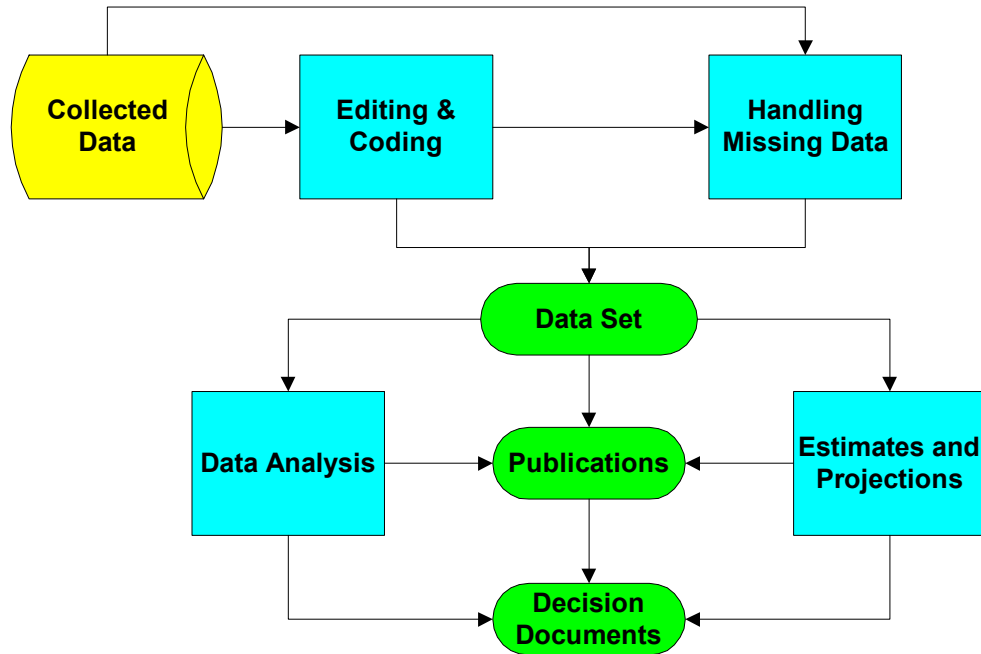 Collected
Data
Editing &
Coding
Handling
Missing Data
Data Set
Data Analysis
Publications
Estimates and
Projections
Decision
Documents